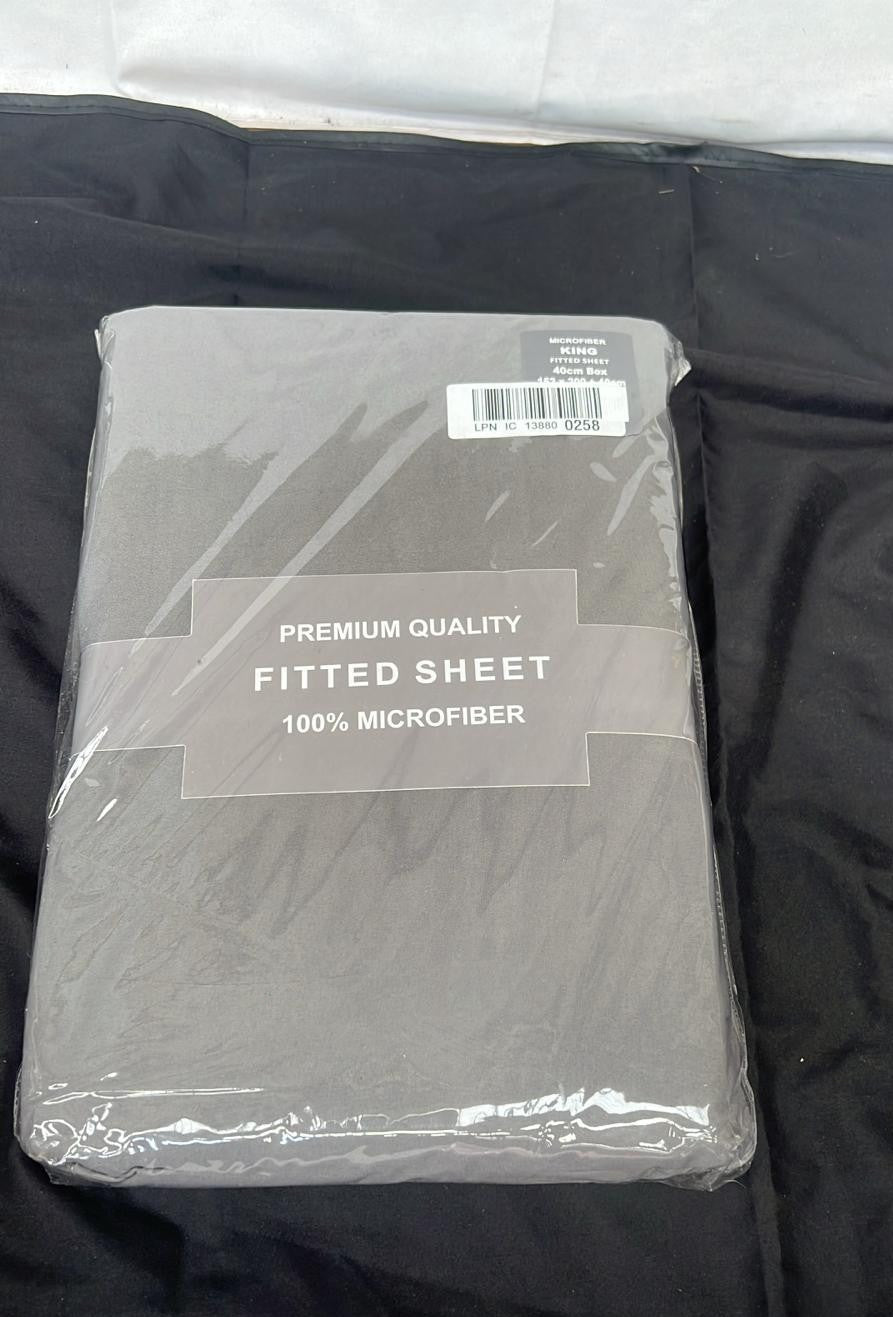 MICROFIBER
KING
FITTED SHEET
40cm Box
LPN IC 13880 0258
PREMIUM QUALITY
FITTED SHEET
100% MICROFIBER